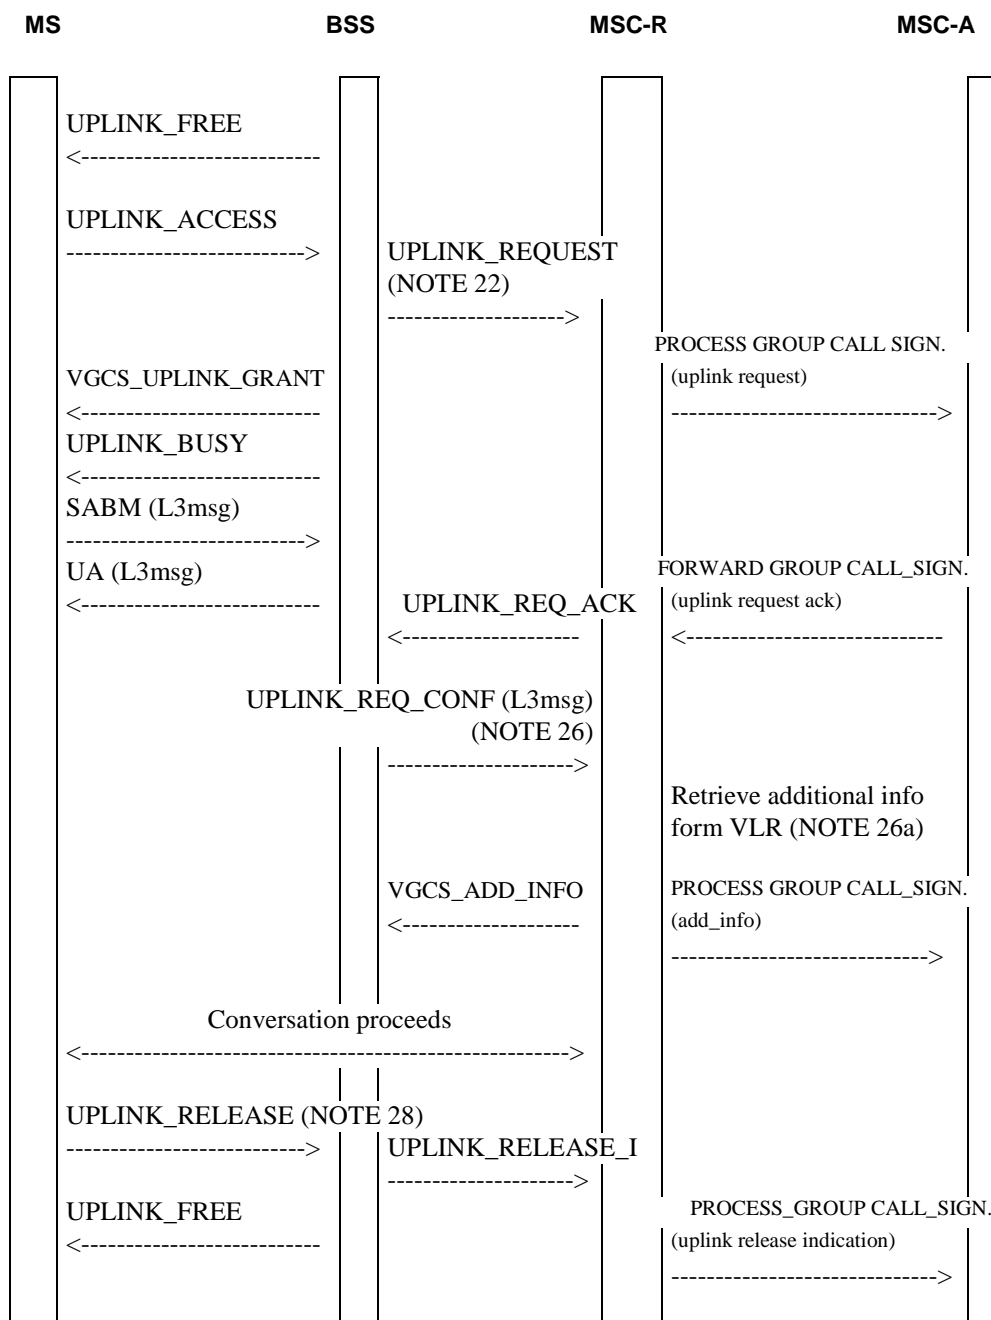 MS BSS MSC-R MSC-A
UPLINK_FREE
<---------------------------
UPLINK_ACCESS
--------------------------->
UPLINK_REQUEST
(NOTE 22)
-------------------->
PROCESS GROUP CALL SIGN.
(uplink request)
------------------------------>
VGCS_UPLINK_GRANT
<---------------------------
UPLINK_BUSY
<---------------------------
SABM (L3msg)
--------------------------->
UA (L3msg)
<---------------------------
FORWARD GROUP CALL_SIGN.
(uplink request ack)
<-----------------------------
UPLINK_REQ_ACK
<--------------------
UPLINK_REQ_CONF (L3msg)
(NOTE 26)
--------------------->
Retrieve additional info
form VLR (NOTE 26a)
VGCS_ADD_INFO
<--------------------
PROCESS GROUP CALL_SIGN.
(add_info)
----------------------------->
Conversation proceeds
<------------------------------------------------------->
UPLINK_RELEASE (NOTE 28)
--------------------------->
UPLINK_RELEASE_I
--------------------->
UPLINK_FREE
<---------------------------
PROCESS_GROUP CALL_SIGN.
(uplink release indication)
------------------------------>